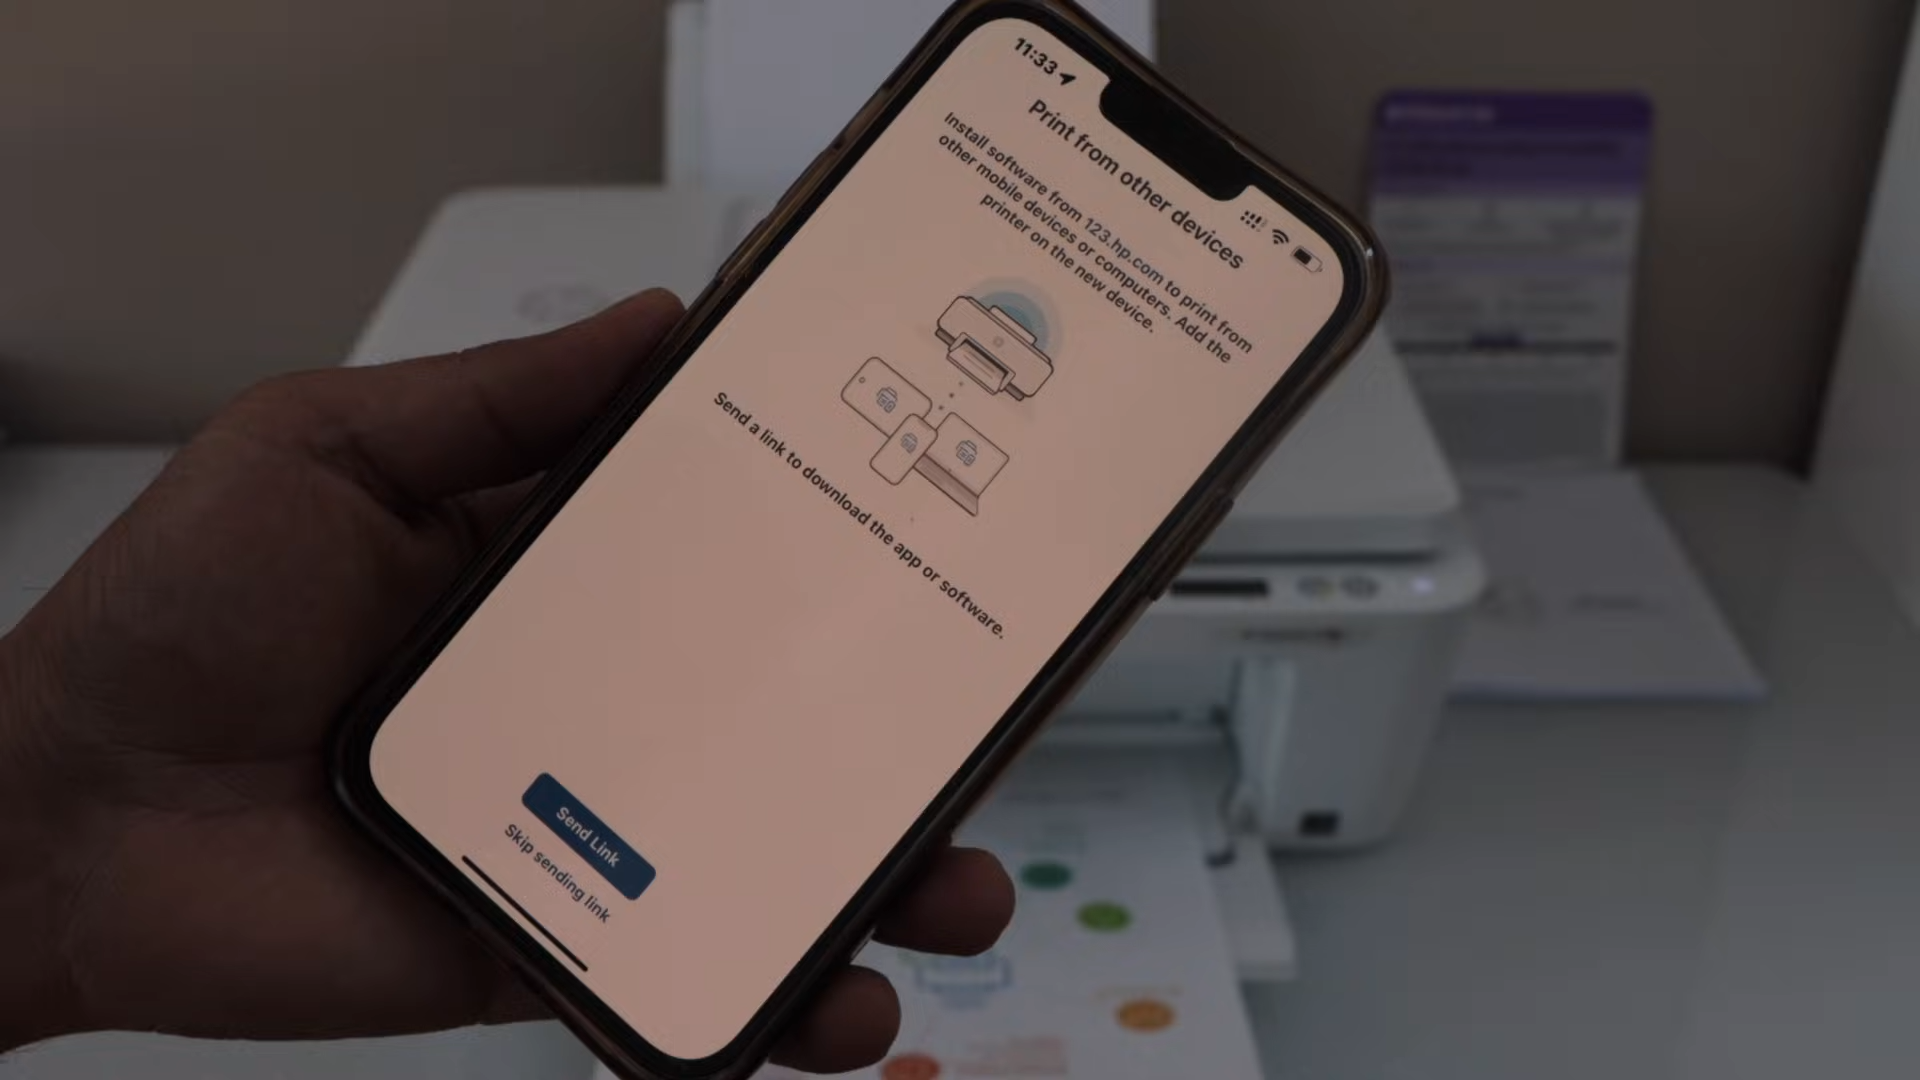 11:33
Print from other devices
Install software from 123.hp.com to print from
other mobile devices or computers. Add the
printer on the new device.
Send a link to download the app or software.
Send Link
Skip sending link